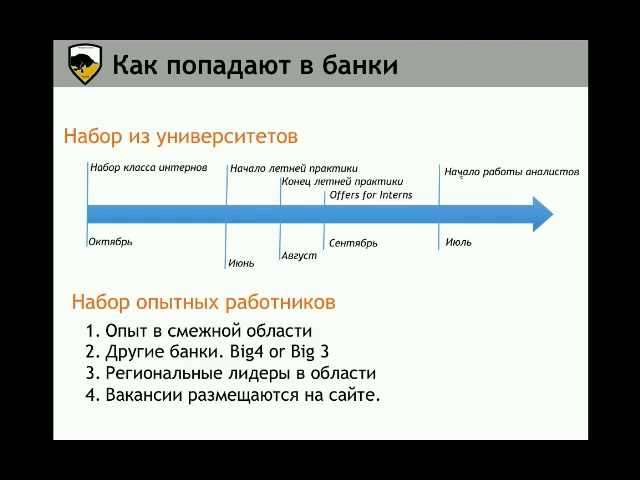 Как попадают в банки
Набор из университетов
Набор класса интернов
Начало летней практики
Конец летней практики
Offers for Interns
Начало работы аналистов
Октябрь
Июнь
Август
Сентябрь
Июль
Набор опытных работников
1. Опыт в смежной области
2. Другие банки. Big4 or Big 3
3. Региональные лидеры в области
4. Вакансии размещаются на сайте.